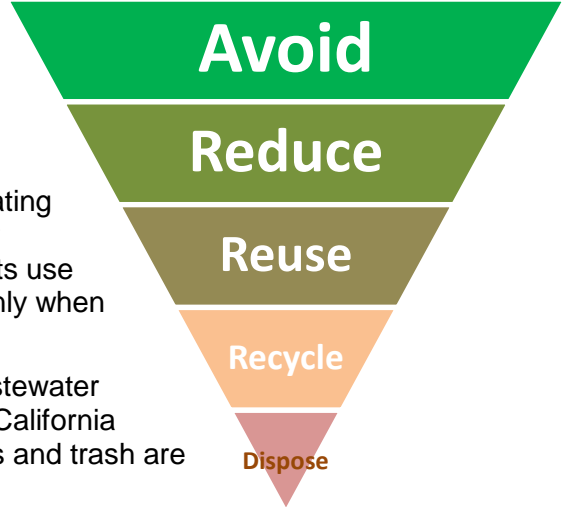 Avoid
Reduce
Reuse
Recycle
Dispose
ating
ts use
nly when
stewater
California
s and trash are